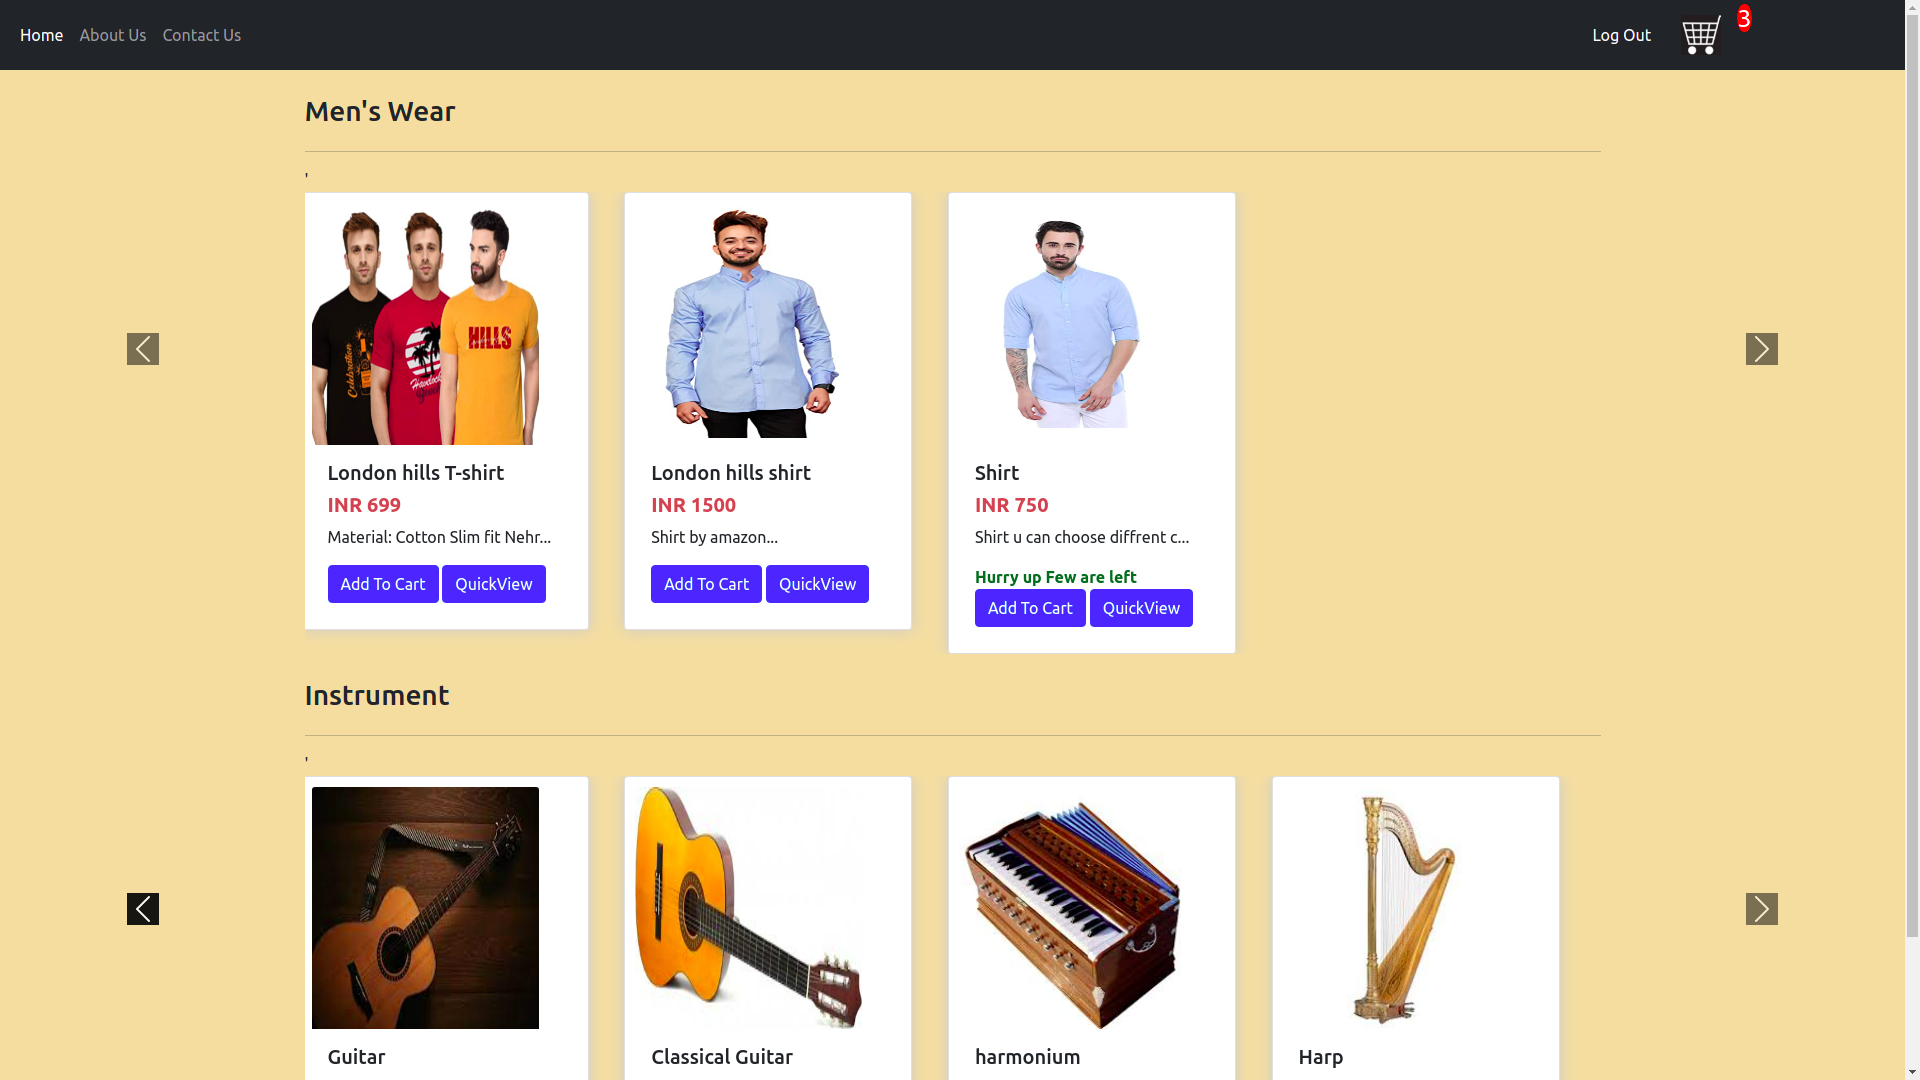 Home About Us Contact Us Log Out 3
Men's Wear
'
Celebration
Havelock
HILLS
London hills T-shirt
INR 699
Material: Cotton Slim fit Nehr...
Add To Cart QuickView
London hills shirt
INR 1500
Shirt by amazon...
Add To Cart QuickView
Shirt
INR 750
Shirt u can choose diffrent c...
Hurry up Few are left
Add To Cart QuickView
Instrument
'
Guitar
Classical Guitar
harmonium
Harp